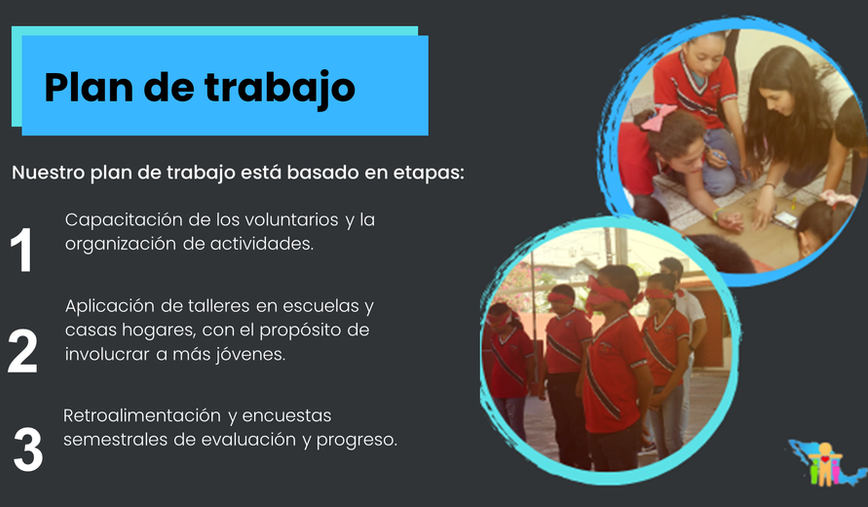 Plan de trabajo
Nuestro plan de trabajo está basado en etapas:
1
Capacitación de los voluntarios y la
organización de actividades.
2
Aplicación de talleres en escuelas y
casas hogares, con el propósito de
involucrar a más jóvenes.
3
Retroalimentación y encuestas
semestrales de evaluación y progreso.